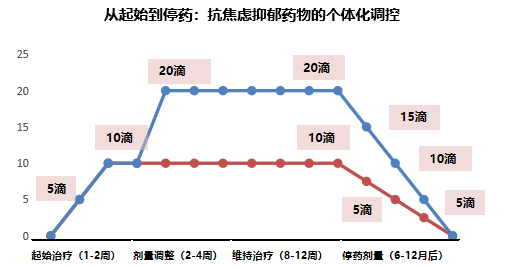 从起始到停药：抗焦虑抑郁药物的个体化调控
25
20
15
10
5
0
5滴
10滴
20滴
20滴
10滴
15滴
10滴
5滴
5滴
起始治疗（1-2周）
剂量调整（2-4周）
维持治疗（8-12周）
停药剂量（6-12月后）